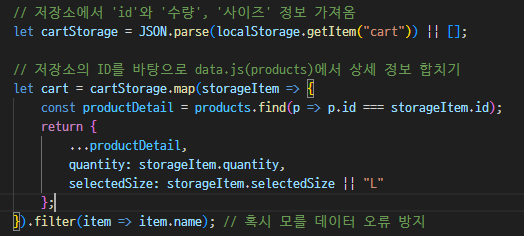 // 저장소에서 'id'와 '수량', '사이즈' 정보 가져옴
let cartStorage = JSON.parse(localStorage.getItem("cart")) || [];

// 저장소의 ID를 바탕으로 data.js(products)에서 상세 정보 합치기
let cart = cartStorage.map(storageItem => {
    const productDetail = products.find(p => p.id === storageItem.id);
    return {
        ...productDetail,
        quantity: storageItem.quantity,
        selectedSize: storageItem.selectedSize || "L"
    };
}).filter(item => item.name); // 혹시 모를 데이터 오류 방지